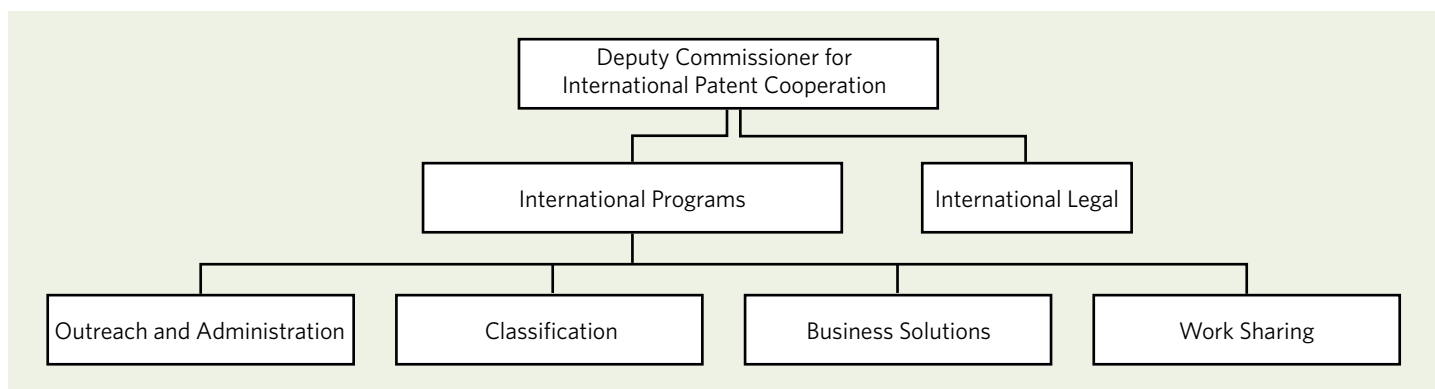 Deputy Commissioner for
International Patent Cooperation
International Programs
International Legal
Outreach and Administration
Classification
Business Solutions
Work Sharing